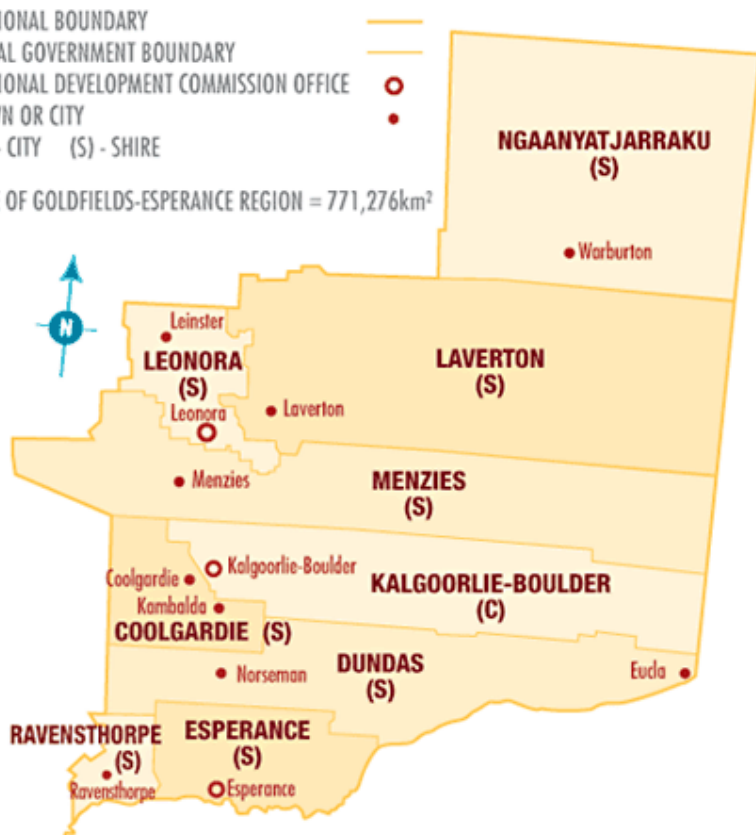 IONAL BOUNDARY
AL GOVERNMENT BOUNDARY
IONAL DEVELOPMENT COMMISSION OFFICE
VN OR CITY
- CITY (S) - SHIRE
OF GOLDFIELDS-ESPERANCE REGION = 771,276km²
NGAANYATJARRAKU
(S)
Warburton
N
Leinster
LEONORA
(S)
Leonora
LAVERTON
(S)
Laverton
Menzies
MENZIES
(S)
Kalgoorlie-Boulder
Coolgardie
KALGOORLIE-BOULDER
(C)
Kambalda
COOLGARDIE (S)
DUNDAS
(S)
Norseman
Eucla
RAVENSTHORPE
(S)
Ravensthorpe
ESPERANCE
(S)
Esperance